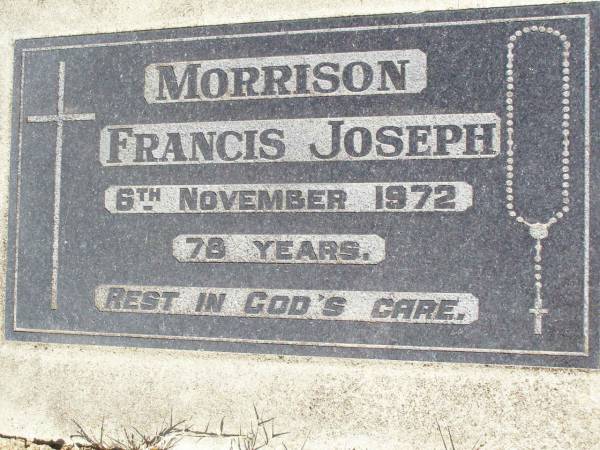 MORRISON
FRANCIS JOSEPH
6TH NOVEMBER 1972
78 YEARS.
REST IN GOD'S CARE.